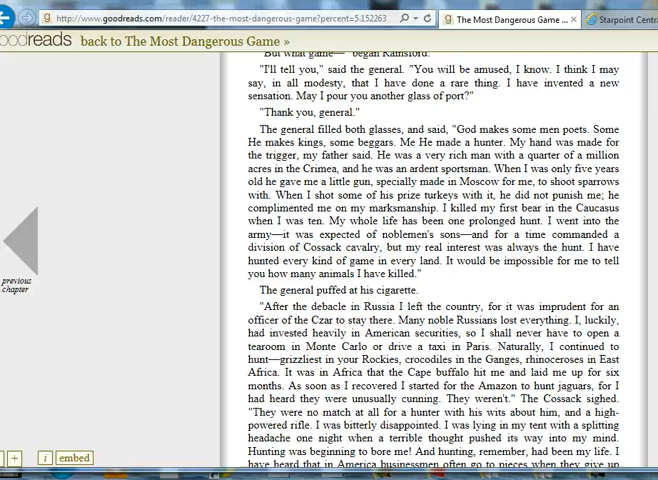 http://www.goodreads.com/reader/4227-the-most-dangerous-game?percent=5.152263
The Most Dangerous Game ...
Starpoint Centra
goodreads back to The Most Dangerous Game »
"But what game—" began Rainsford.
"I'll tell you," said the general. "You will be amused, I know. I think I may
say, in all modesty, that I have done a rare thing. I have invented a new
sensation. May I pour you another glass of port?"
"Thank you, general."
The general filled both glasses, and said, "God makes some men poets. Some
He makes kings, some beggars. Me He made a hunter. My hand was made for
the trigger, my father said. He was a very rich man with a quarter of a million
acres in the Crimea, and he was an ardent sportsman. When I was only five years
old he gave me a little gun, specially made in Moscow for me, to shoot sparrows
with. When I shot some of his prize turkeys with it, he did not punish me; he
complimented me on my marksmanship. I killed my first bear in the Caucasus
when I was ten. My whole life has been one prolonged hunt. I went into the
army—it was expected of noblemen's sons—and for a time commanded a
division of Cossack cavalry, but my real interest was always the hunt. I have
hunted every kind of game in every land. It would be impossible for me to tell
you how many animals I have killed."
The general puffed at his cigarette.
"After the debacle in Russia I left the country, for it was imprudent for an
officer of the Czar to stay there. Many noble Russians lost everything. I, luckily,
had invested heavily in American securities, so I shall never have to open a
tearoom in Monte Carlo or drive a taxi in Paris. Naturally, I continued to
hunt—grizzliest in your Rockies, crocodiles in the Ganges, rhinoceroses in East
Africa. It was in Africa that the Cape buffalo hit me and laid me up for six
months. As soon as I recovered I started for the Amazon to hunt jaguars, for I
had heard they were unusually cunning. They weren't." The Cossack sighed.
"They were no match at all for a hunter with his wits about him, and a high-
powered rifle. I was bitterly disappointed. I was lying in my tent with a splitting
headache one night when a terrible thought pushed its way into my mind.
Hunting was beginning to bore me! And hunting, remember, had been my life. I
have heard that in America businessmen often go to pieces when they give up
previous
chapter
+
i
embed